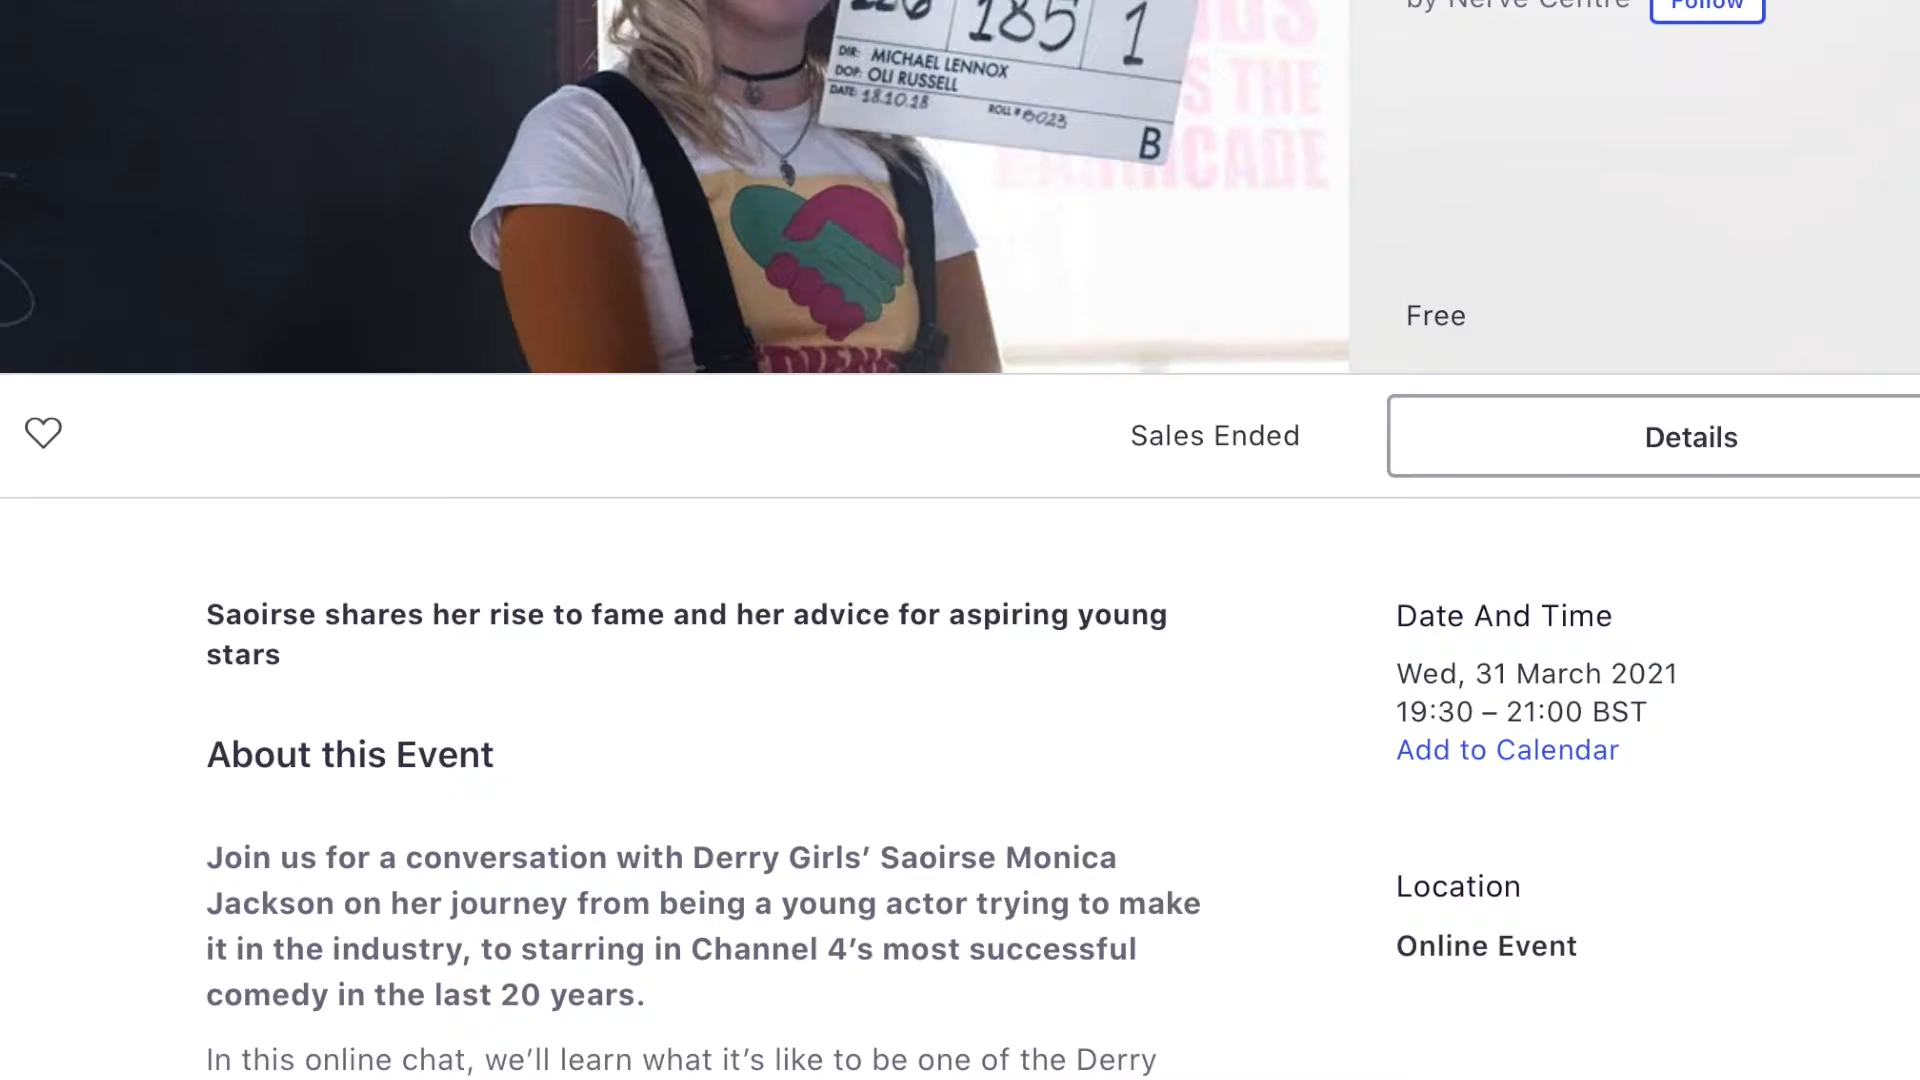 185 1
DIR: MICHAEL LENNOX
DOP: OLI RUSSELL
DATE: 18.10.18 ROLL #
B
S THE
by Nerve Centre Follow
Free
Sales Ended
Details
Saoirse shares her rise to fame and her advice for aspiring young
stars
About this Event
Join us for a conversation with Derry Girls’ Saoirse Monica
Jackson on her journey from being a young actor trying to make
it in the industry, to starring in Channel 4’s most successful
comedy in the last 20 years.
In this online chat, we’ll learn what it’s like to be one of the Derry
Date And Time
Wed, 31 March 2021
19:30 – 21:00 BST
Add to Calendar
Location
Online Event